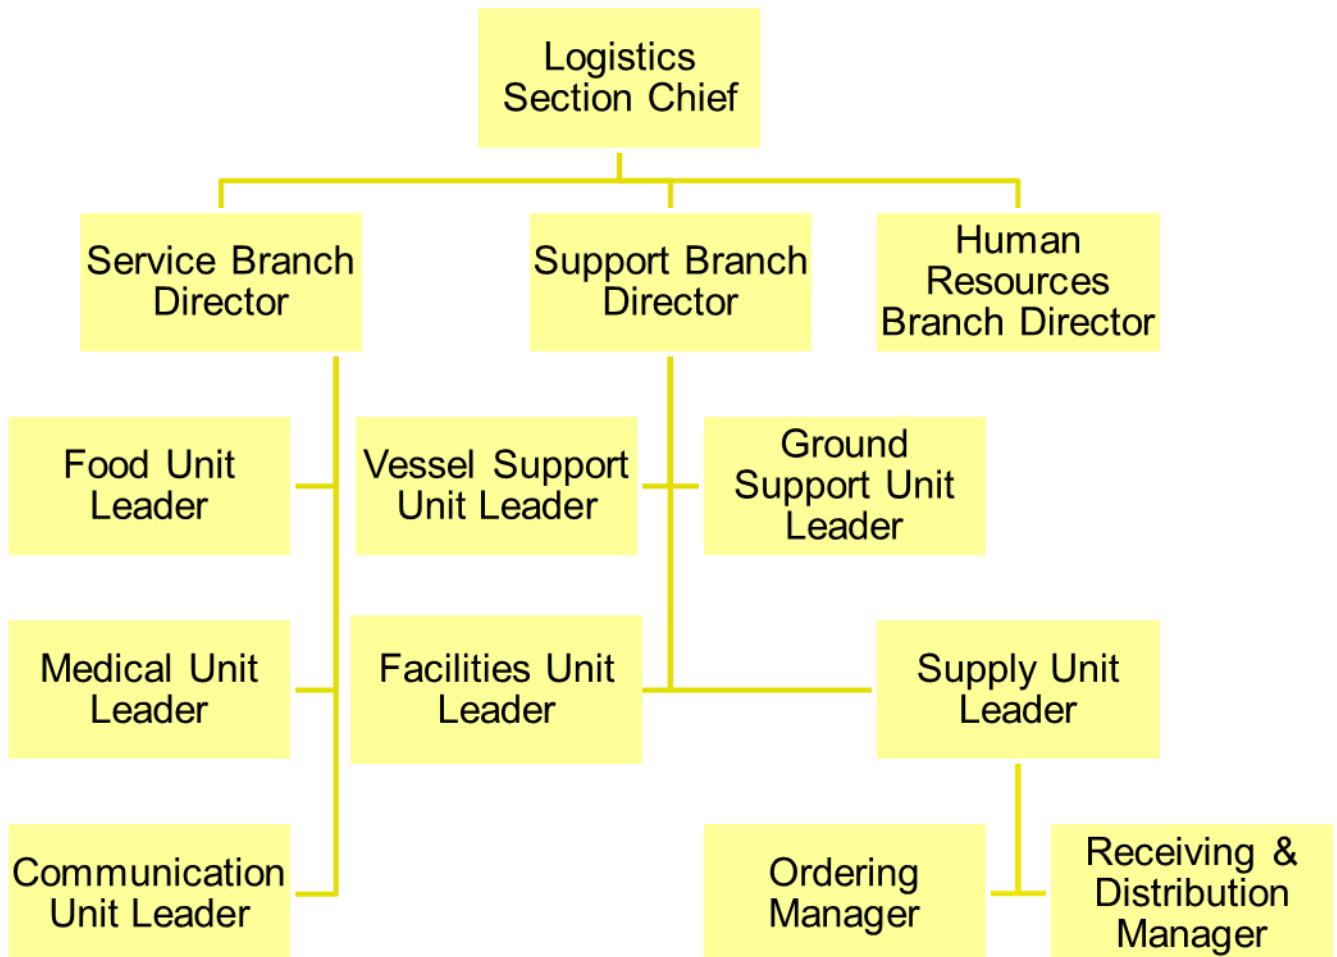 Logistics
Section Chief
Service Branch
Director
Support Branch
Director
Human
Resources
Branch Director
Food Unit
Leader
Vessel Support
Unit Leader
Ground
Support Unit
Leader
Medical Unit
Leader
Facilities Unit
Leader
Supply Unit
Leader
Communication
Unit Leader
Ordering
Manager
Receiving &
Distribution
Manager